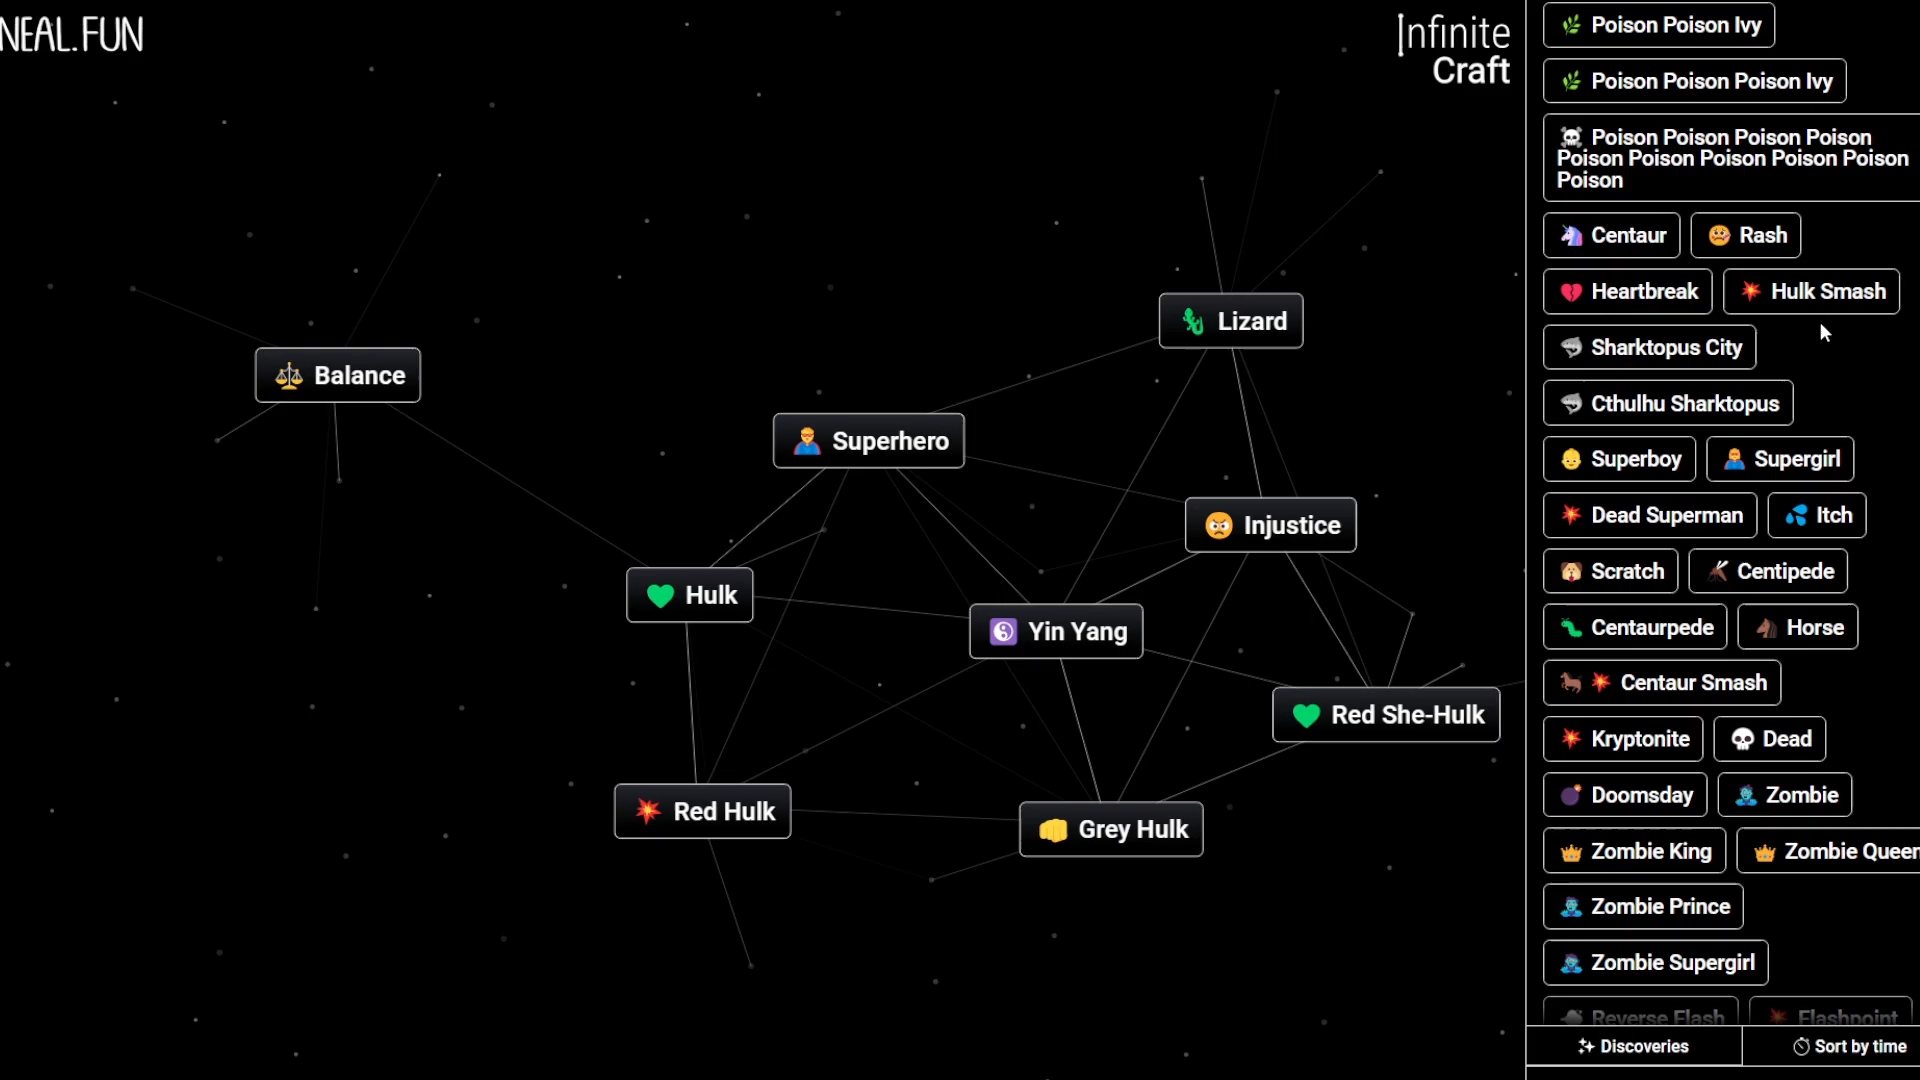 NEAL.FUN
Infinite
Craft
Balance
Lizard
Superhero
Injustice
Hulk
Yin Yang
Red She-Hulk
Red Hulk
Grey Hulk
Poison Poison Ivy
Poison Poison Poison Ivy
Poison Poison Poison Poison
Poison Poison Poison Poison Poison
Poison
Centaur
Rash
Heartbreak
Hulk Smash
Sharktopus City
Cthulhu Sharktopus
Superboy
Supergirl
Dead Superman
Itch
Scratch
Centipede
Centaurpede
Horse
Centaur Smash
Kryptonite
Dead
Doomsday
Zombie
Zombie King
Zombie Queen
Zombie Prince
Zombie Supergirl
Reverse Flash
Flashpoint
Discoveries
Sort by time